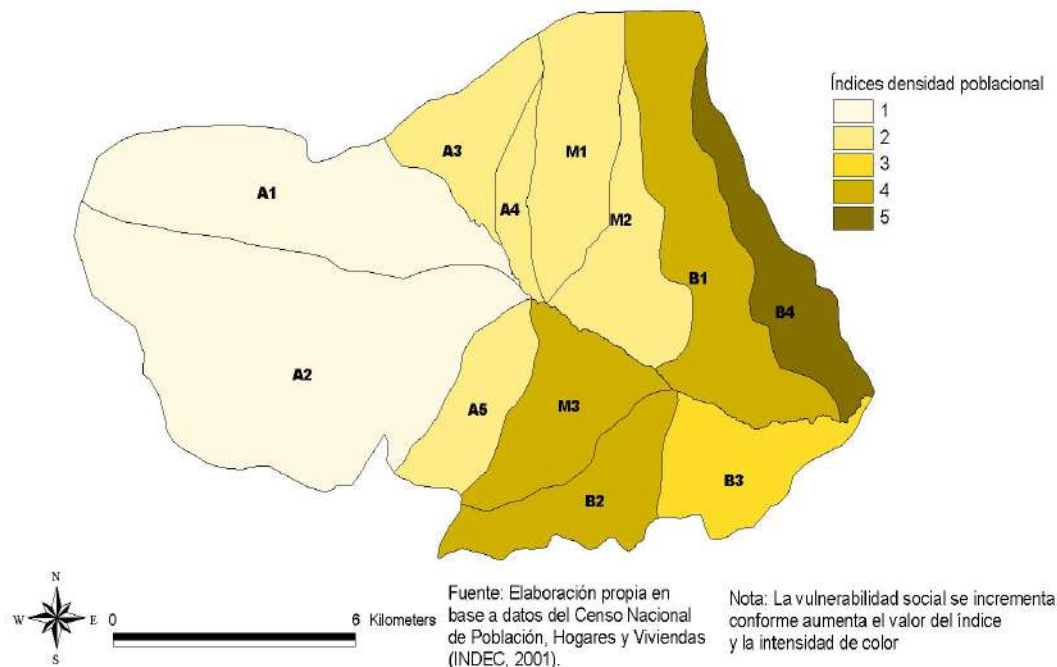 Índices densidad poblacional
1
2
3
4
5
A3
M1
A4
A1
M2
B1
B4
A2
A5
M3
B3
B2
N
W
E
S
0
6 Kilometers
Fuente: Elaboración propia en
base a datos del Censo Nacional
de Población, Hogares y Viviendas
(INDEC, 2001).
Nota: La vulnerabilidad social se incrementa
conforme aumenta el valor del índice
y la intensidad de color